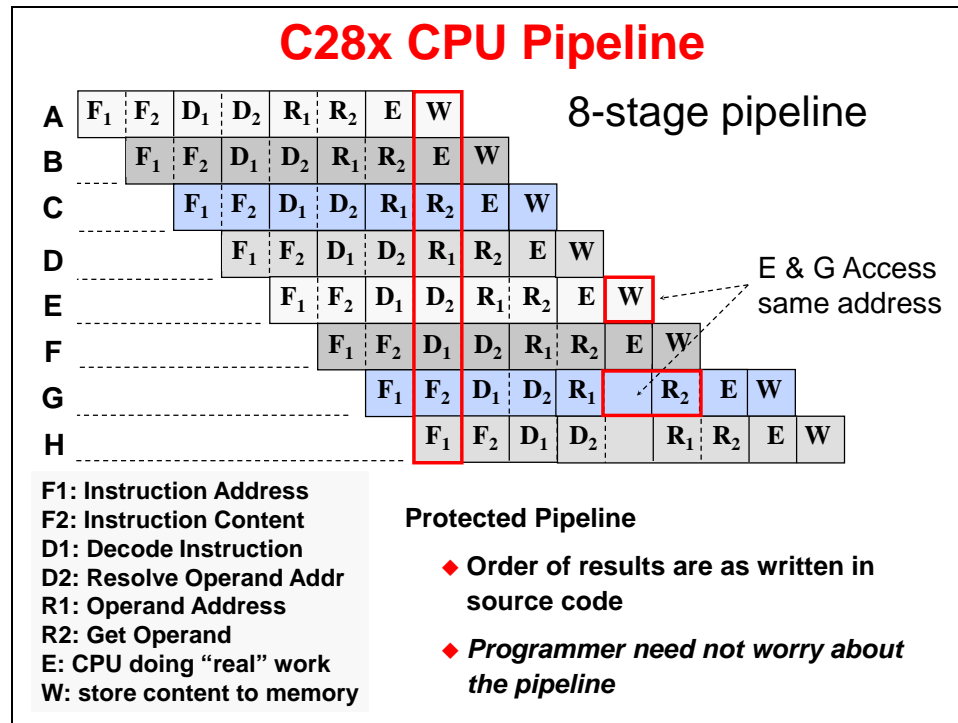 C28x CPU Pipeline
8-stage pipeline
A F₁ F₂ D₁ D₂ R₁ R₂ E W
B F₁ F₂ D₁ D₂ R₁ R₂ E W
C F₁ F₂ D₁ D₂ R₁ R₂ E W
D F₁ F₂ D₁ D₂ R₁ R₂ E W
E F₁ F₂ D₁ D₂ R₁ R₂ E W
F F₁ F₂ D₁ D₂ R₁ R₂ E W
G F₁ F₂ D₁ D₂ R₁ R₂ E W
H F₁ F₂ D₁ D₂ R₁ R₂ E W
E & G Access
same address
F1: Instruction Address
F2: Instruction Content
D1: Decode Instruction
D2: Resolve Operand Addr
R1: Operand Address
R2: Get Operand
E: CPU doing “real” work
W: store content to memory
Protected Pipeline
◆ Order of results are as written in
source code
◆ Programmer need not worry about
the pipeline